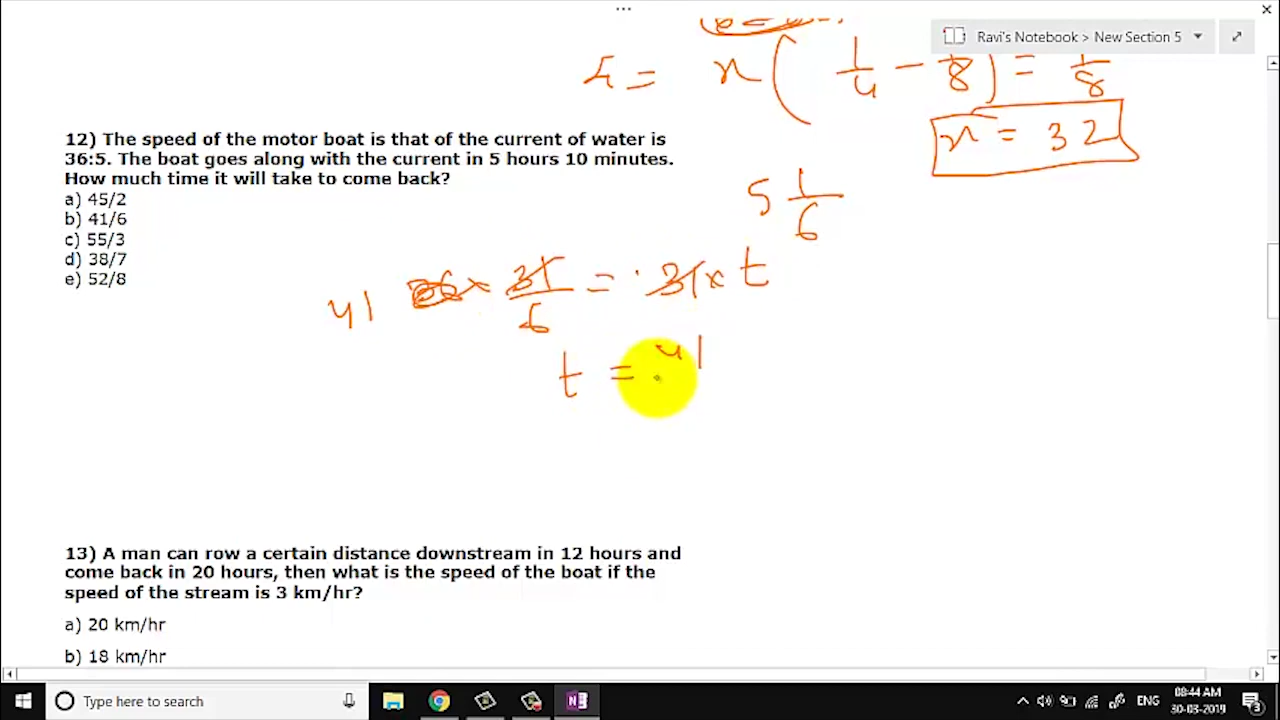 Ravi's Notebook > New Section 5
x ( 1/4 - 1/8 ) = 1/8
x = 32
12) The speed of the motor boat is that of the current of water is
36:5. The boat goes along with the current in 5 hours 10 minutes.
How much time it will take to come back?
a) 45/2
b) 41/6
c) 55/3
d) 38/7
e) 52/8
5 1/6
41 36 x 31/6 = 31 x t
t = 41
13) A man can row a certain distance downstream in 12 hours and
come back in 20 hours, then what is the speed of the boat if the
speed of the stream is 3 km/hr?
a) 20 km/hr
b) 18 km/hr
Type here to search
ENG
08:44 AM
30-03-2019
3